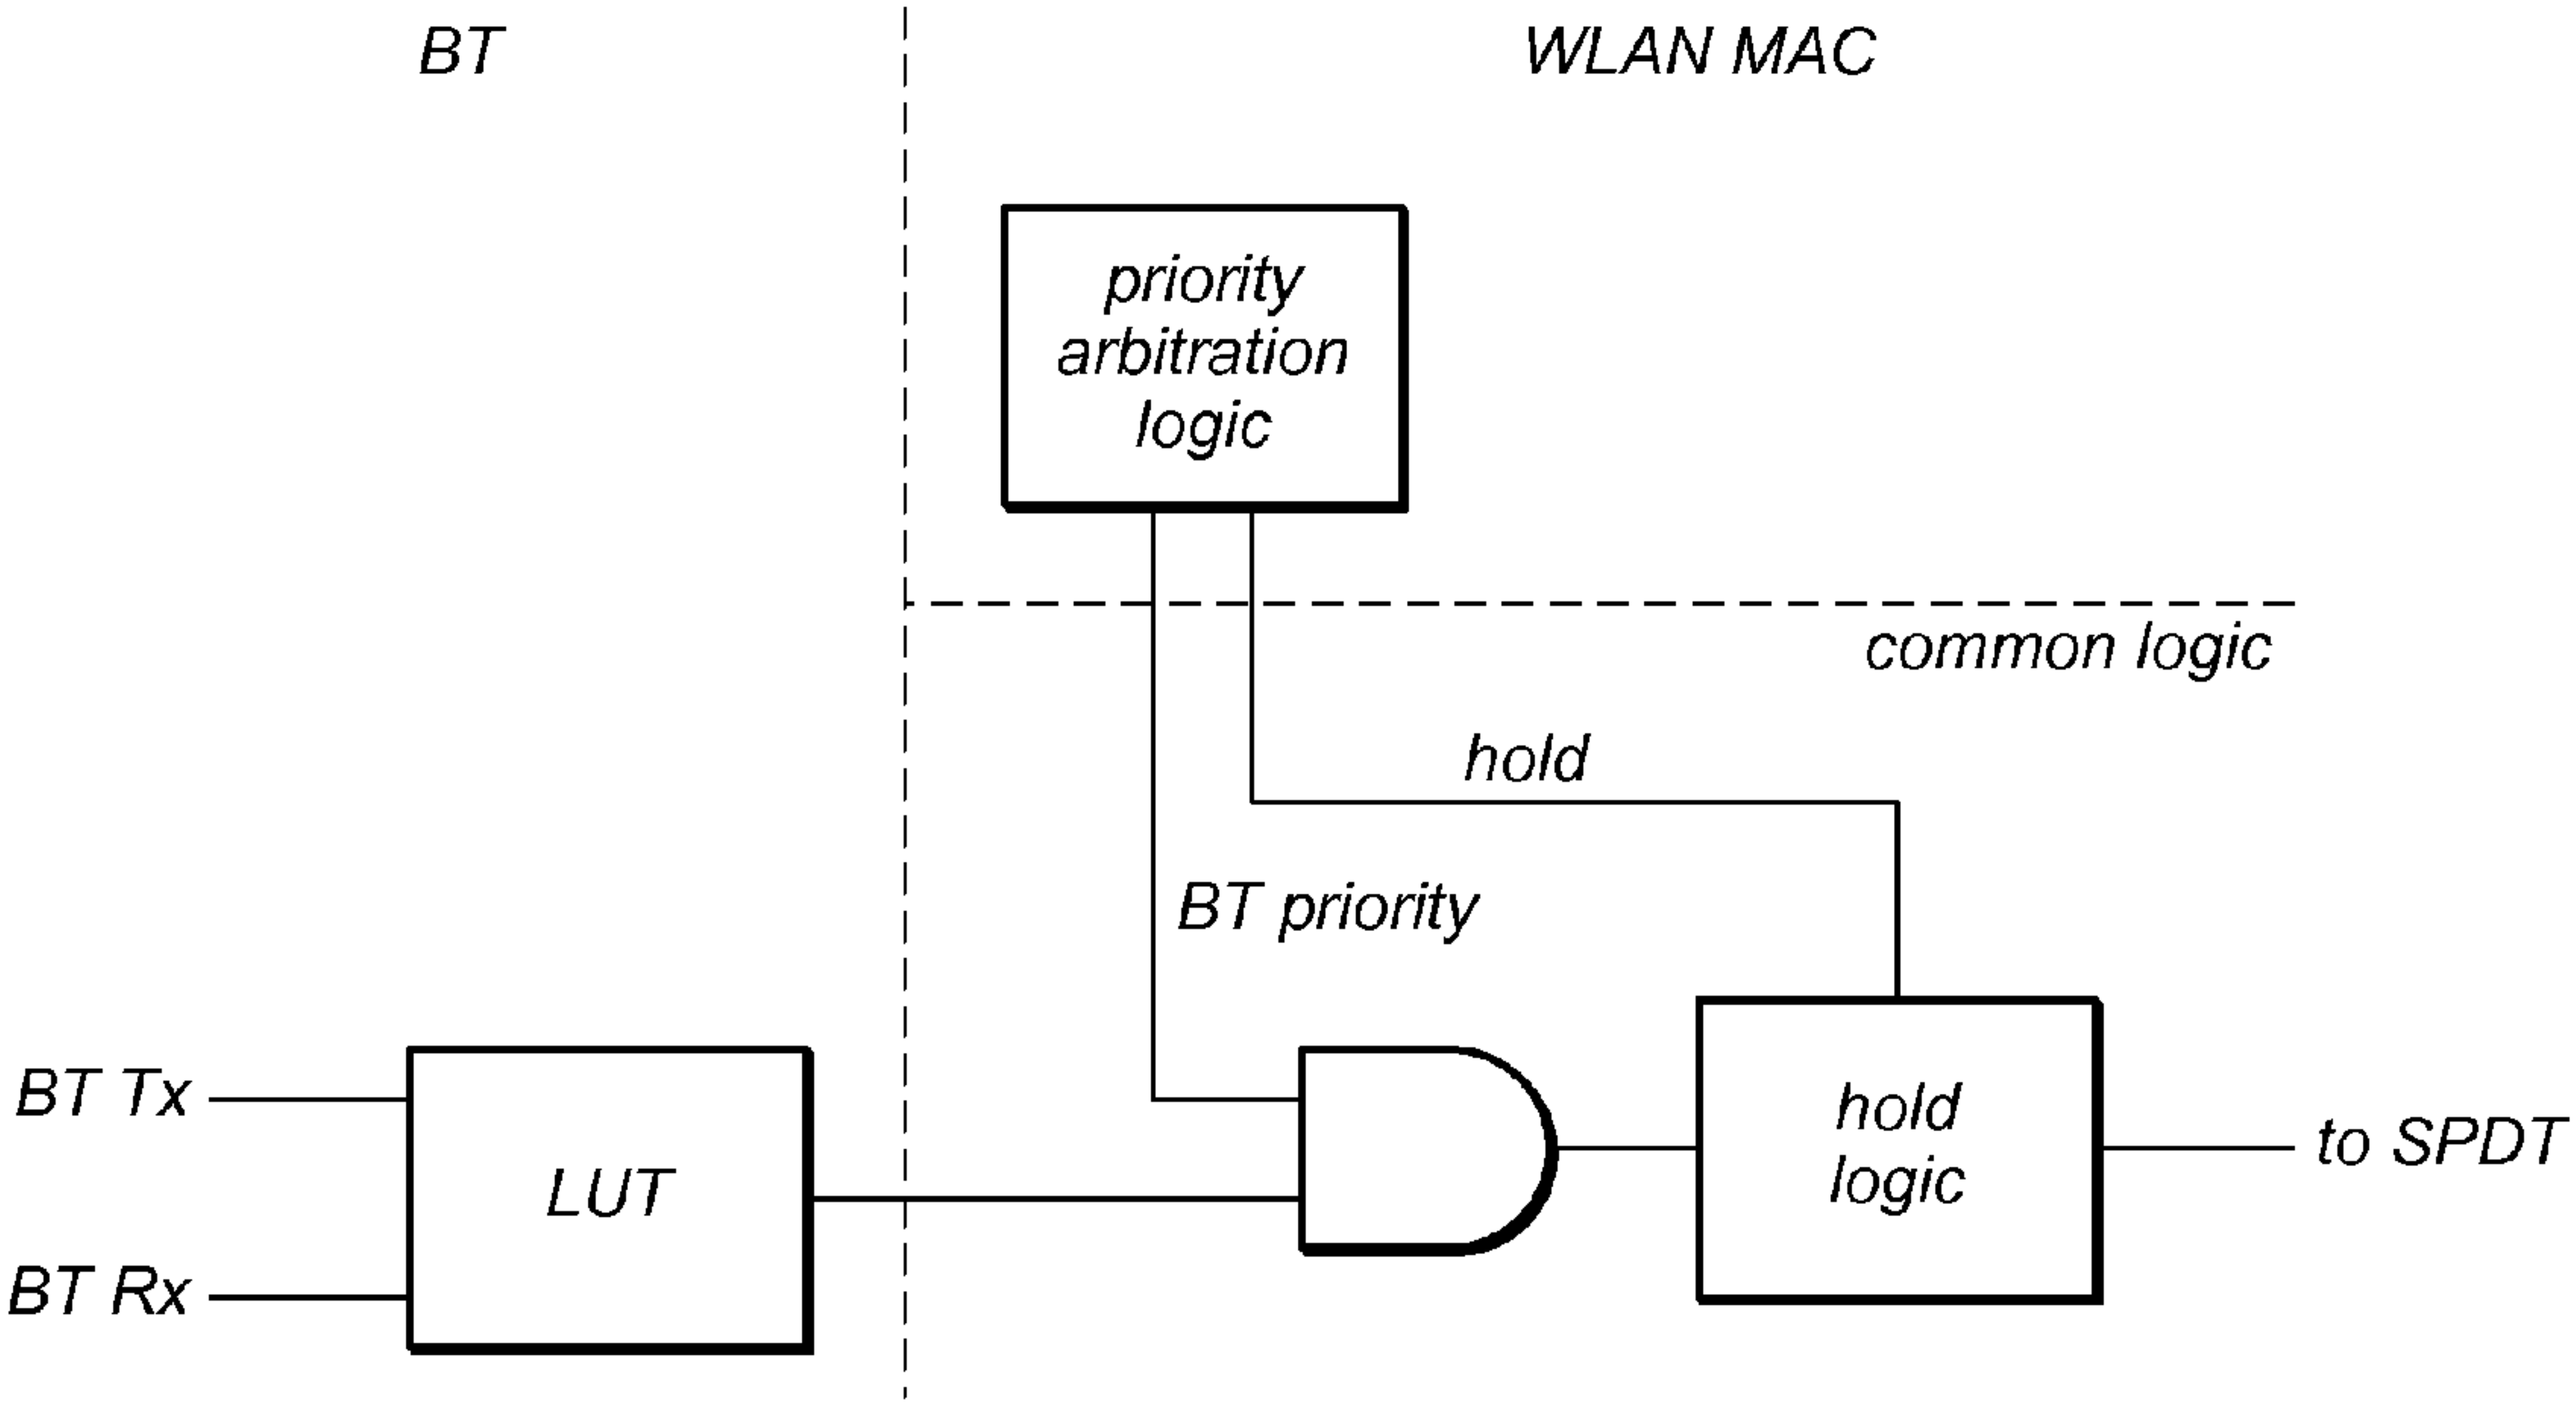 BT
WLAN MAC
priority
arbitration
logic
common logic
hold
BT priority
BT Tx
LUT
BT Rx
hold
logic
to SPDT